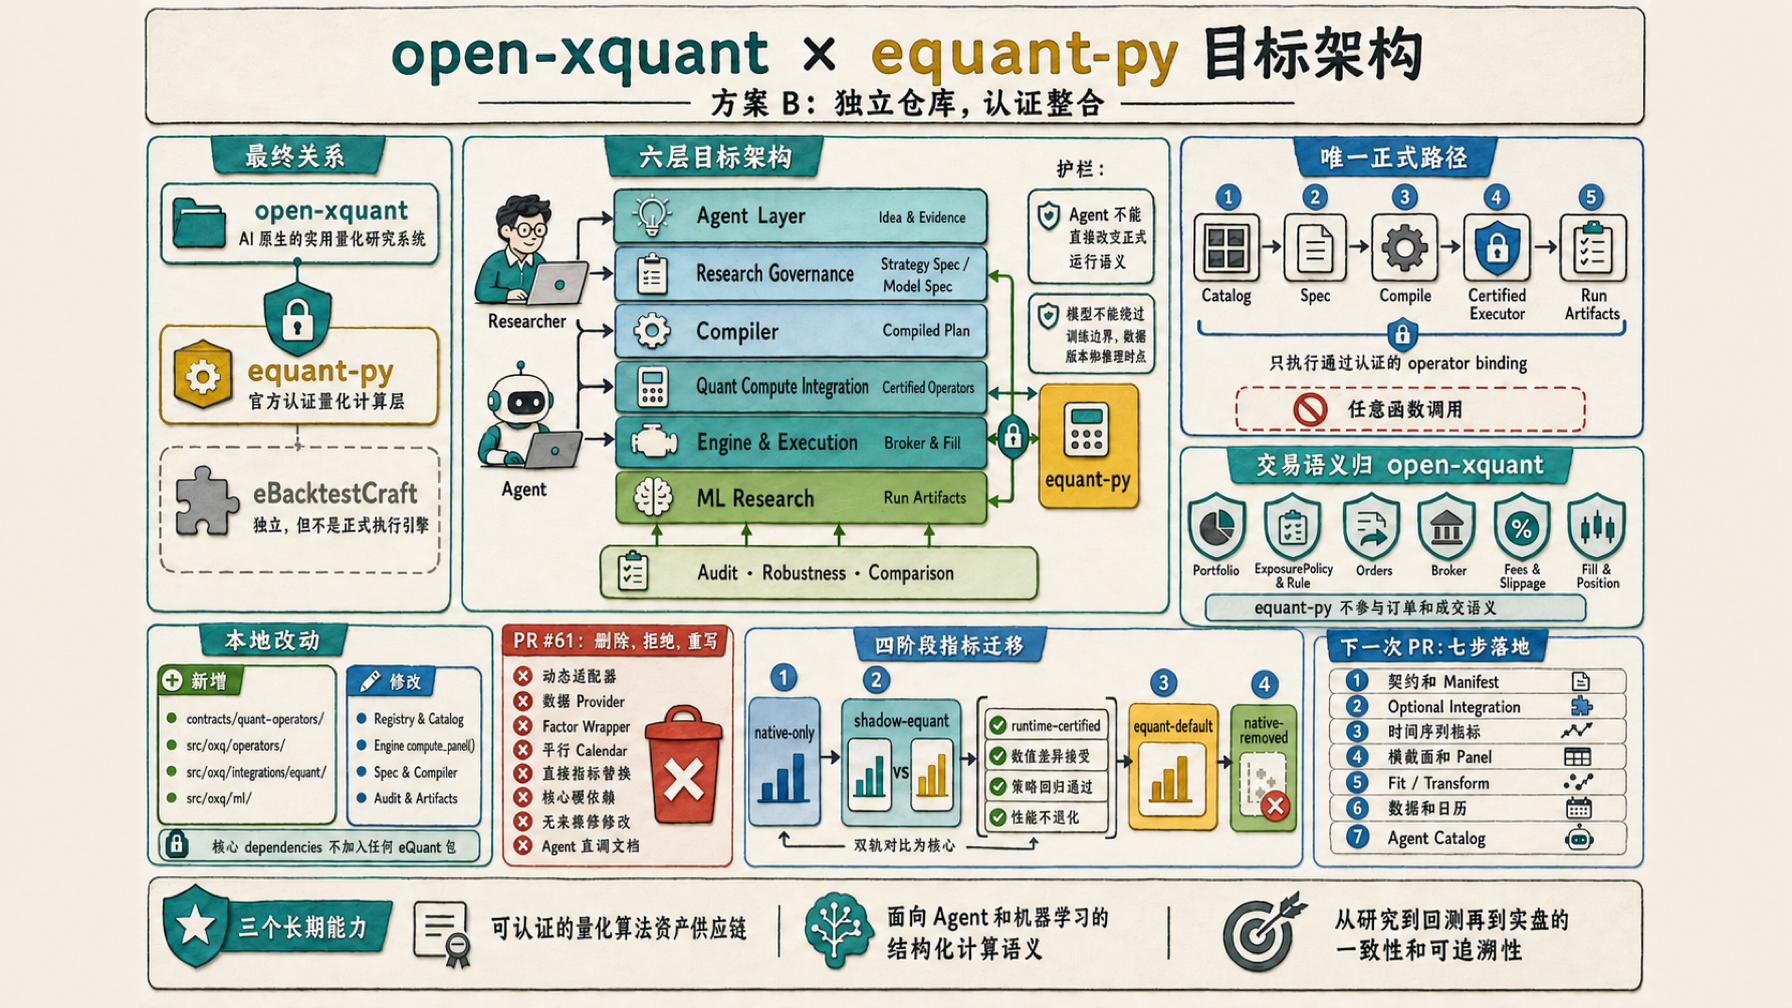 open-xquant × equant-py 目标架构
方案 B：独立仓库，认证整合
最终关系
open-xquant
AI 原生的实用量化研究系统
equant-py
官方认证量化计算层
eBacktestCraft
独立，但不是正式执行引擎
六层目标架构
Researcher
Agent
Agent Layer Idea & Evidence
Research Governance Strategy Spec /
Model Spec
Compiler Compiled Plan
Quant Compute Integration Certified Operators
Engine & Execution Broker & Fill
ML Research Run Artifacts
Audit · Robustness · Comparison
护栏：
Agent 不能
直接改变正式
运行语义
模型不能绕过
训练边界，数据
版本和推理时点
equant-py
唯一正式路径
1 2 3 4 5
Catalog
Spec
Compile
Certified
Executor
Run
Artifacts
只执行通过认证的 operator binding
任意函数调用
交易语义归 open-xquant
Portfolio
ExposurePolicy
& Rule
Orders
Broker
Fees &
Slippage
Fill &
Position
equant-py 不参与订单和成交语义
本地改动
新增
contracts/quant-operators/
src/oxq/operators/
src/oxq/integrations/equant/
src/oxq/ml/
修改
Registry & Catalog
Engine compute_panel()
Spec & Compiler
Audit & Artifacts
核心 dependencies 不加入任何 eQuant 包
PR #61：删除，拒绝，重写
动态适配器
数据 Provider
Factor Wrapper
平行 Calendar
直接指标替换
核心硬依赖
修改
Agent 直调文档
四阶段指标迁移
1
native-only
2
shadow-equant
VS
runtime-certified
数值差异接受
策略回归通过
性能不退化
3
equant-default
4
native-
removed
双轨对比为核心
下一次 PR：七步落地
1 契约和 Manifest
2 Optional Integration
3 时间序列指标
4 横截面和 Panel
5 Fit / Transform
6 数据和日历
7 Agent Catalog
三个长期能力
可认证的量化算法资产供应链
面向 Agent 和机器学习的
结构化计算语义
从研究到回测再到实盘的
一致性和可追溯性